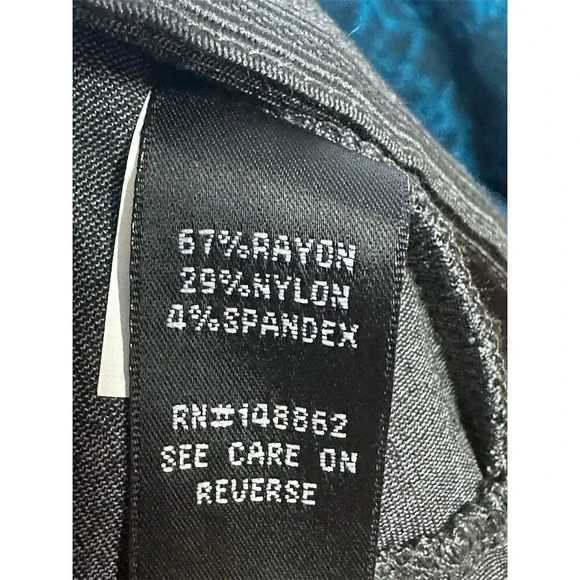 67%RAYON
29%NYLON
4%SPANDEX
RN#148862
SEE CARE ON
REVERSE